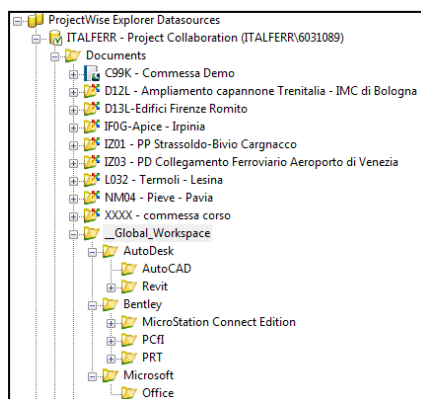 ProjectWise Explorer Datasources
ITALFERR - Project Collaboration (ITALFERR\6031089)
Documents
C99K - Commessa Demo
D12L - Ampliamento capannone Trenitalia - IMC di Bologna
D13L-Edifici Firenze Romito
IF0G-Apice - Irpinia
IZ01 - PP Strassoldo-Bivio Cargnacco
IZ03 - PD Collegamento Ferroviario Aeroporto di Venezia
L032 - Termoli - Lesina
NM04 - Pieve - Pavia
XXXX - commessa corso
__Global_Workspace
AutoDesk
AutoCAD
Revit
Bentley
MicroStation Connect Edition
PCfI
PRT
Microsoft
Office